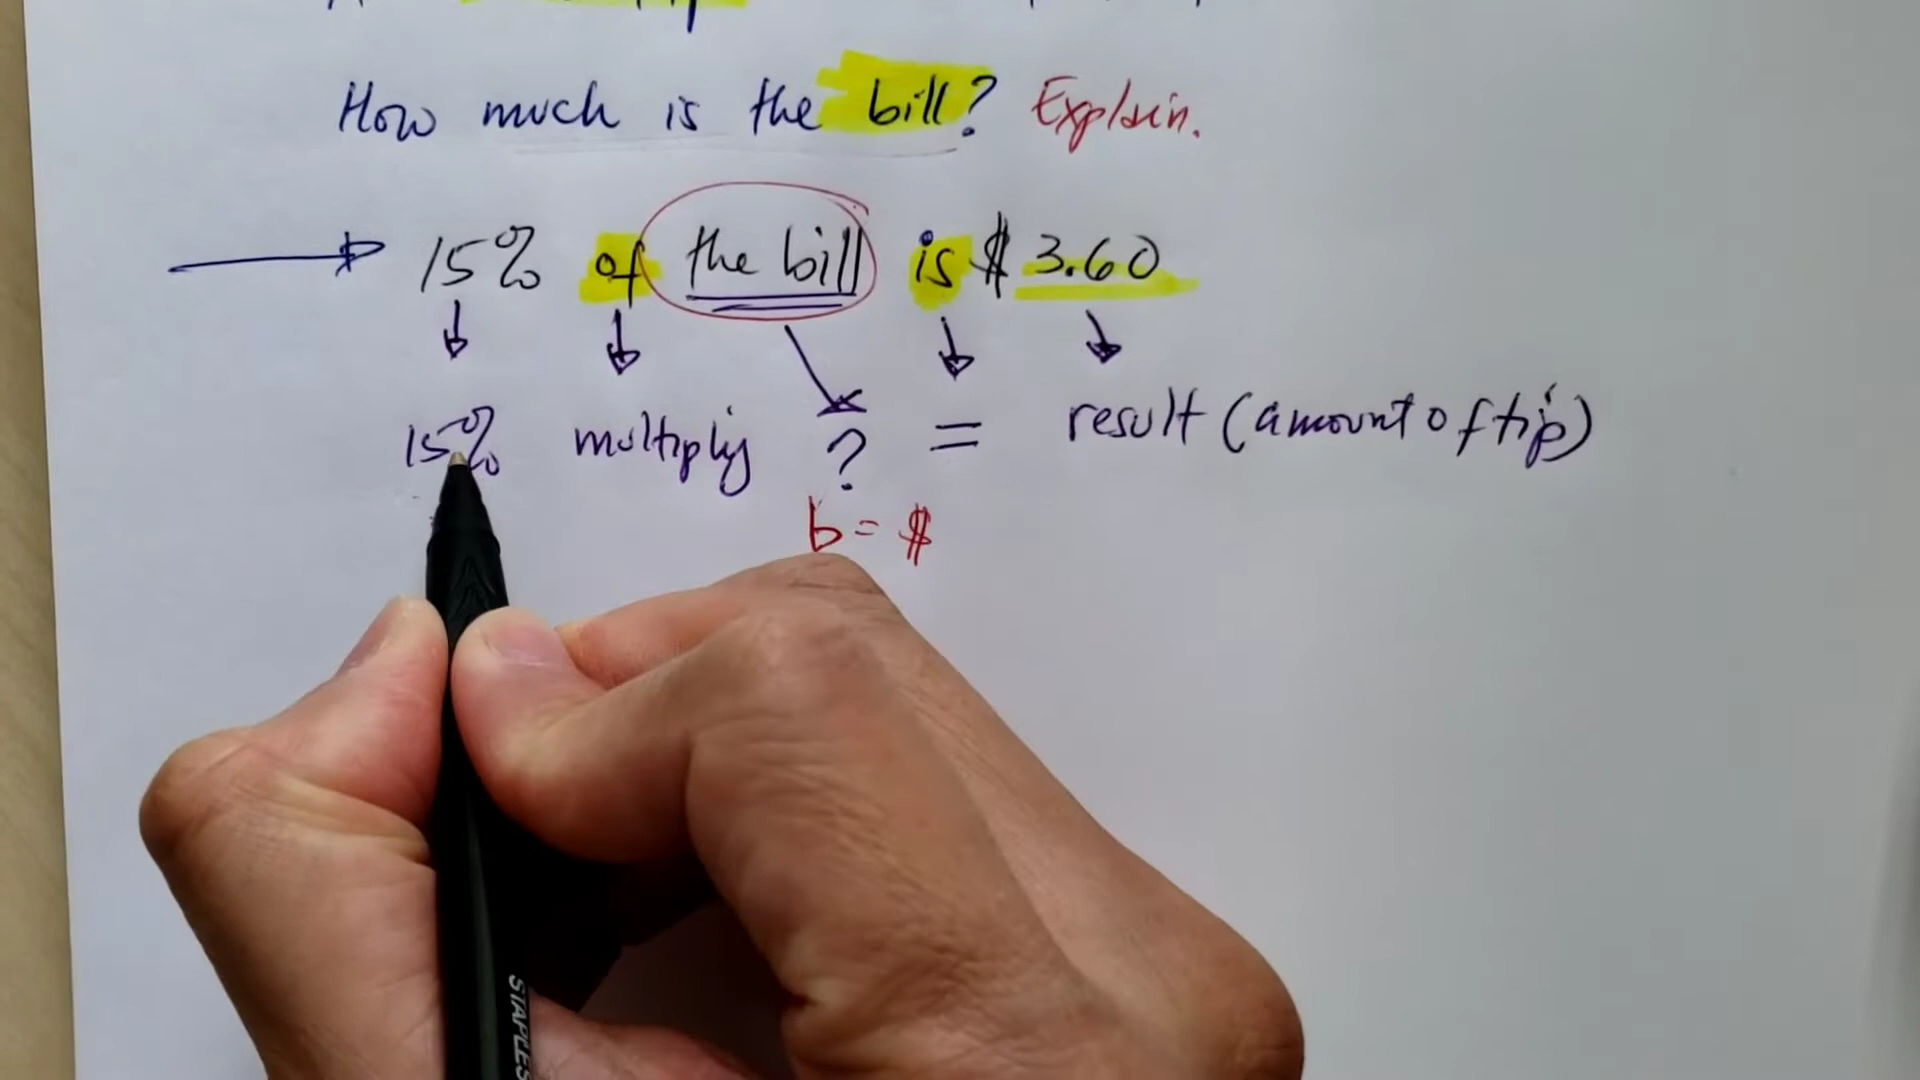 How much is the bill? Explain.
15% of the bill is $3.60
15% multiply ? = result (amount of tip)
b = $
STAPLES